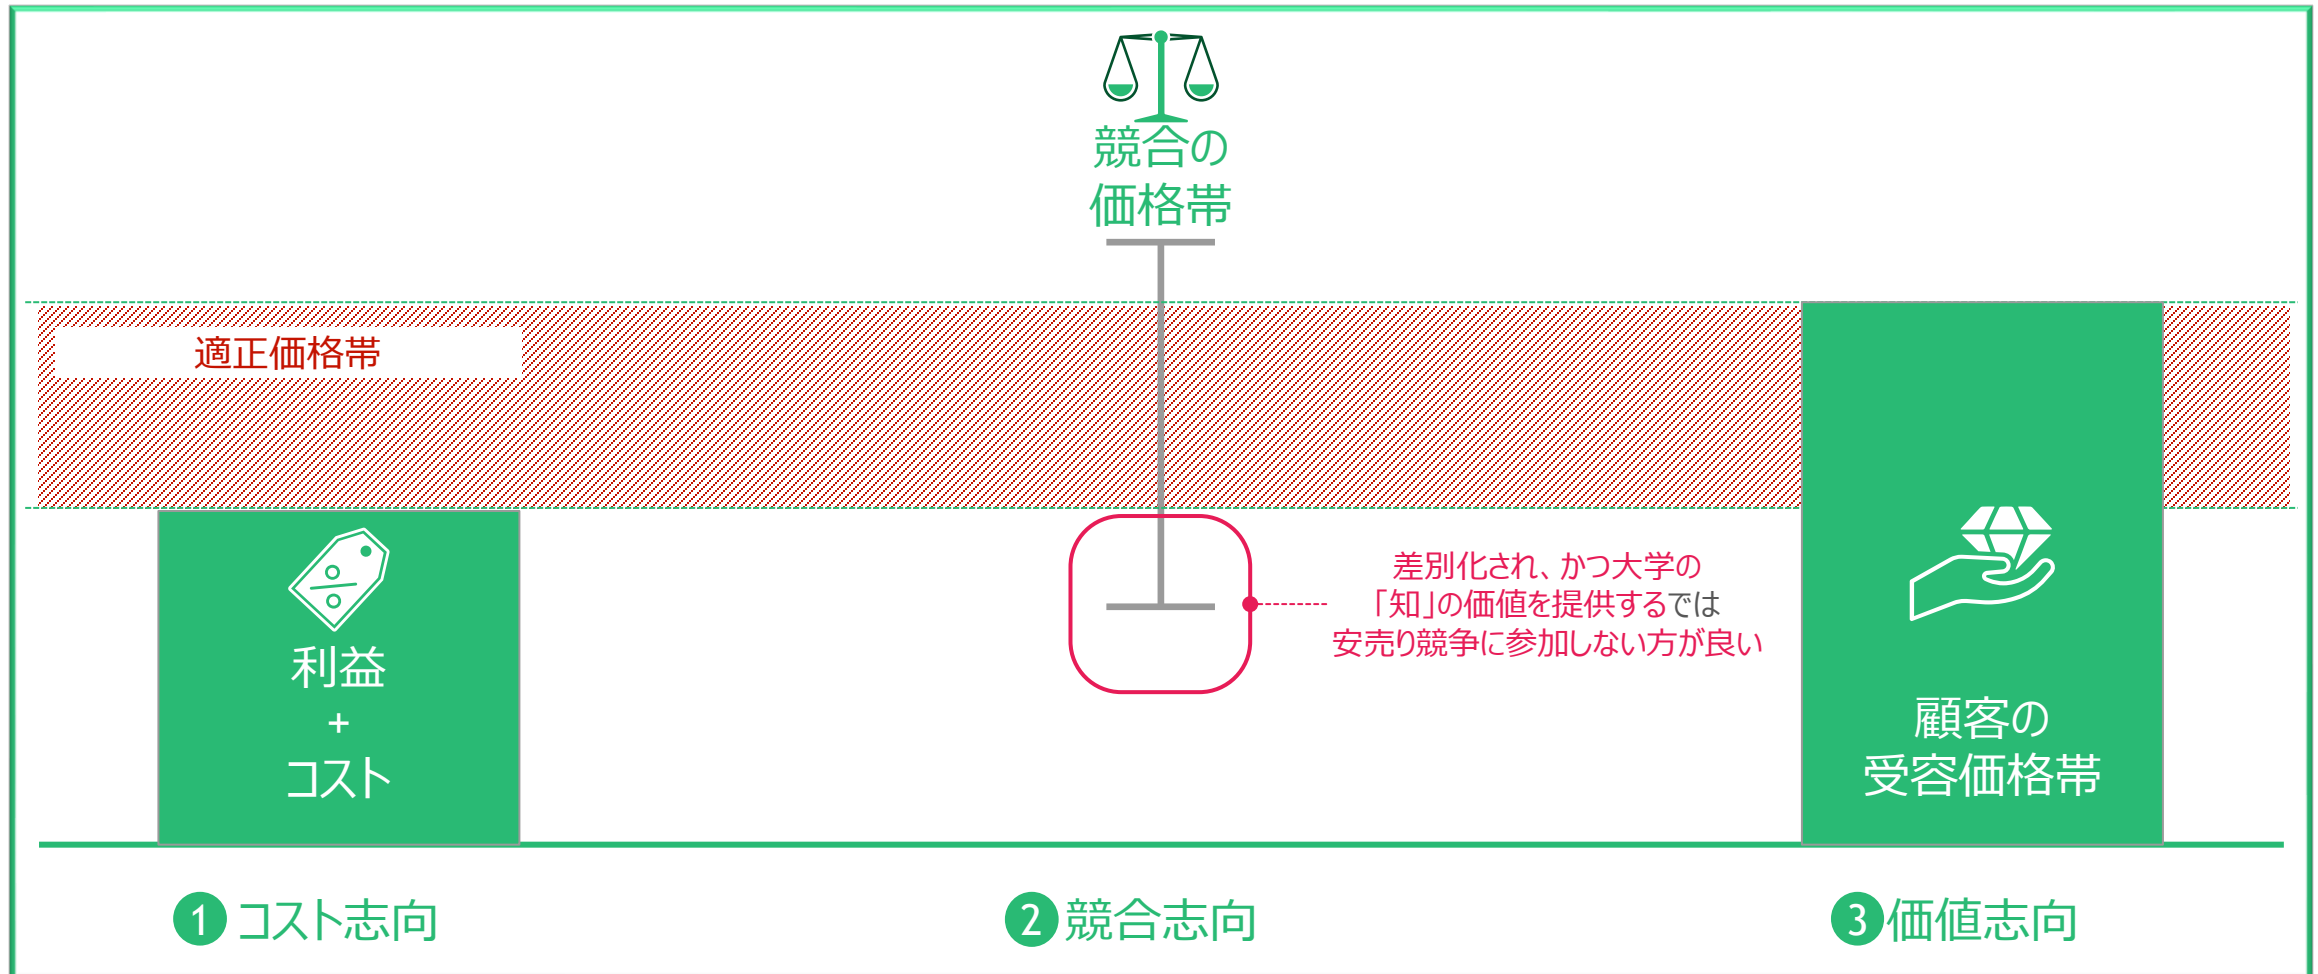 競合の
価格帯
適正価格帯
利益
+
コスト
差別化され、かつ大学の
「知」の価値を提供するでは
安売り競争に参加しない方が良い
顧客の
受容価格帯
1 コスト志向
2 競合志向
3 価値志向